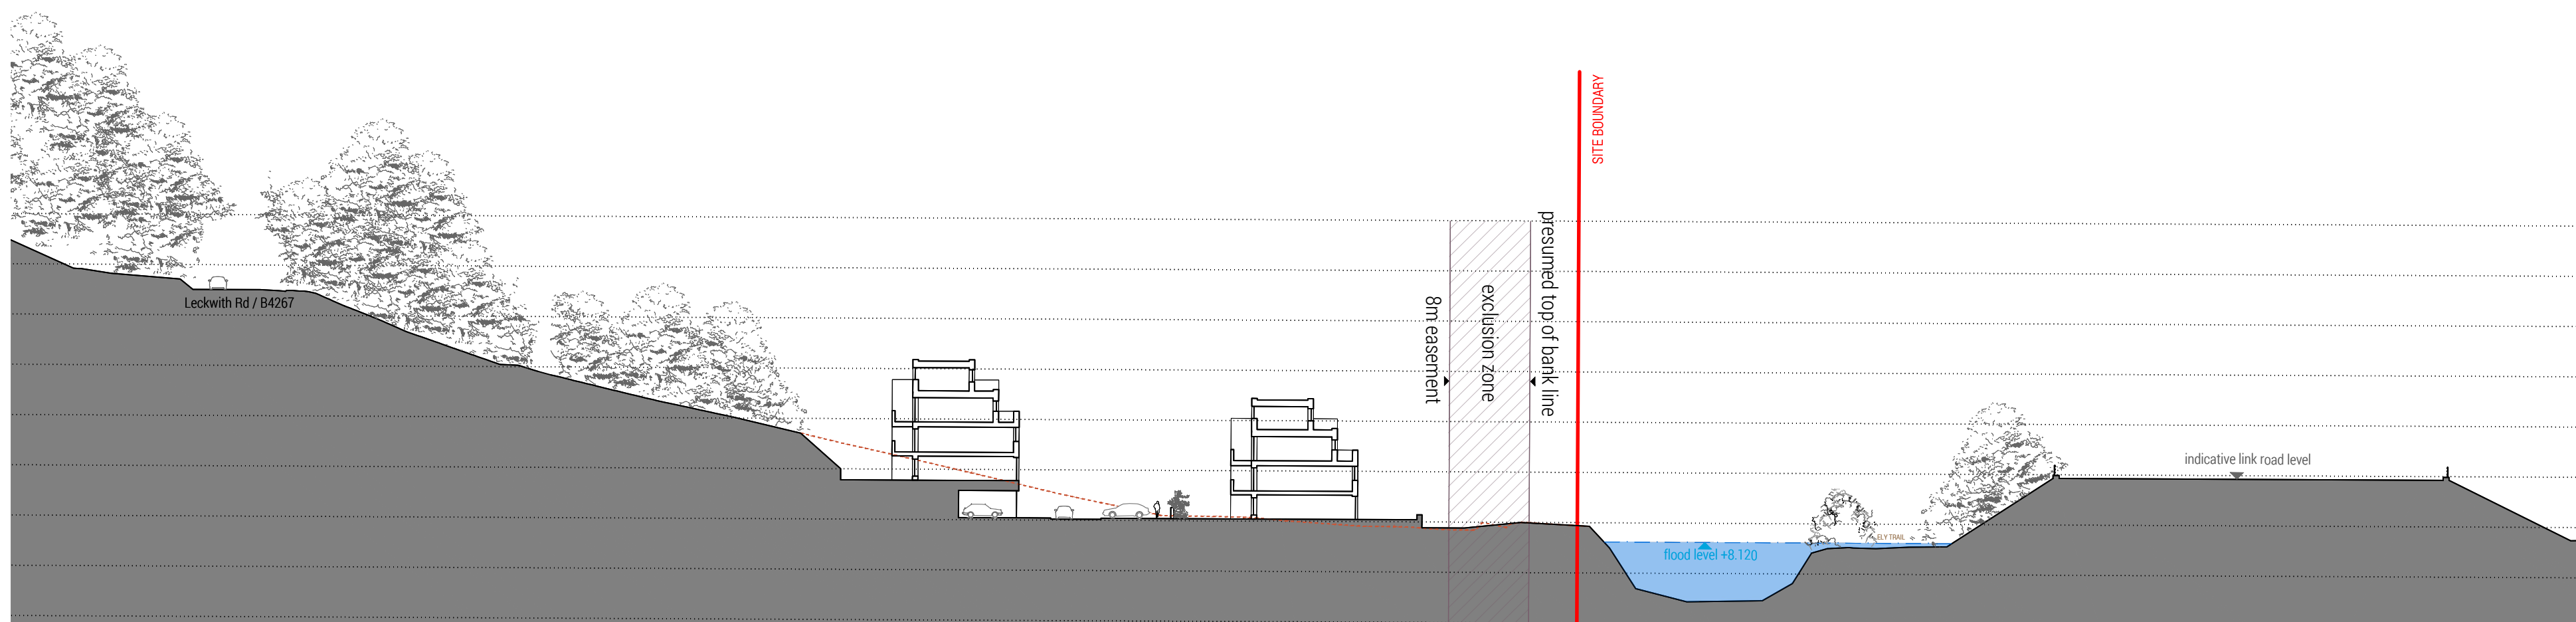 Leckwith Rd / B4267
8m easement
exclusion zone
presumed top of bank line
SITE BOUNDARY
flood level +8.120
ELY TRAIL
indicative link road level